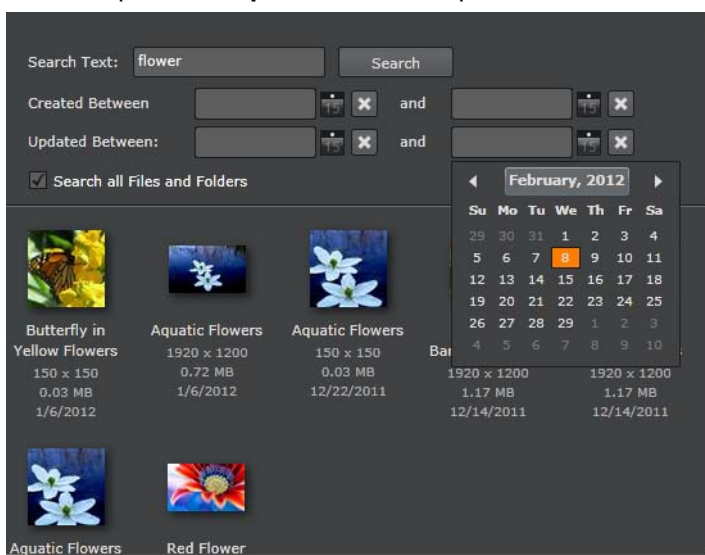 Search Text: flower Search
Created Between 15 and
Updated Between: 15 and
Search all Files and Folders
February, 2012
Su Mo Tu We Th Fr Sa
29 30 31 1 2 3 4
5 6 7 8 9 10 11
12 13 14 15 16 17 18
19 20 21 22 23 24 25
26 27 28 29 1 2 3
4 5 6 7 8 9 10
Butterfly in
Yellow Flowers
150 x 150
0.03 MB
1/6/2012
Aquatic Flowers
1920 x 1200
0.72 MB
1/6/2012
Aquatic Flowers
150 x 150
0.03 MB
12/22/2011
1920 x 1200
1.17 MB
12/14/2011
1920 x 1200
1.17 MB
12/14/2011
Aquatic Flowers
Red Flower